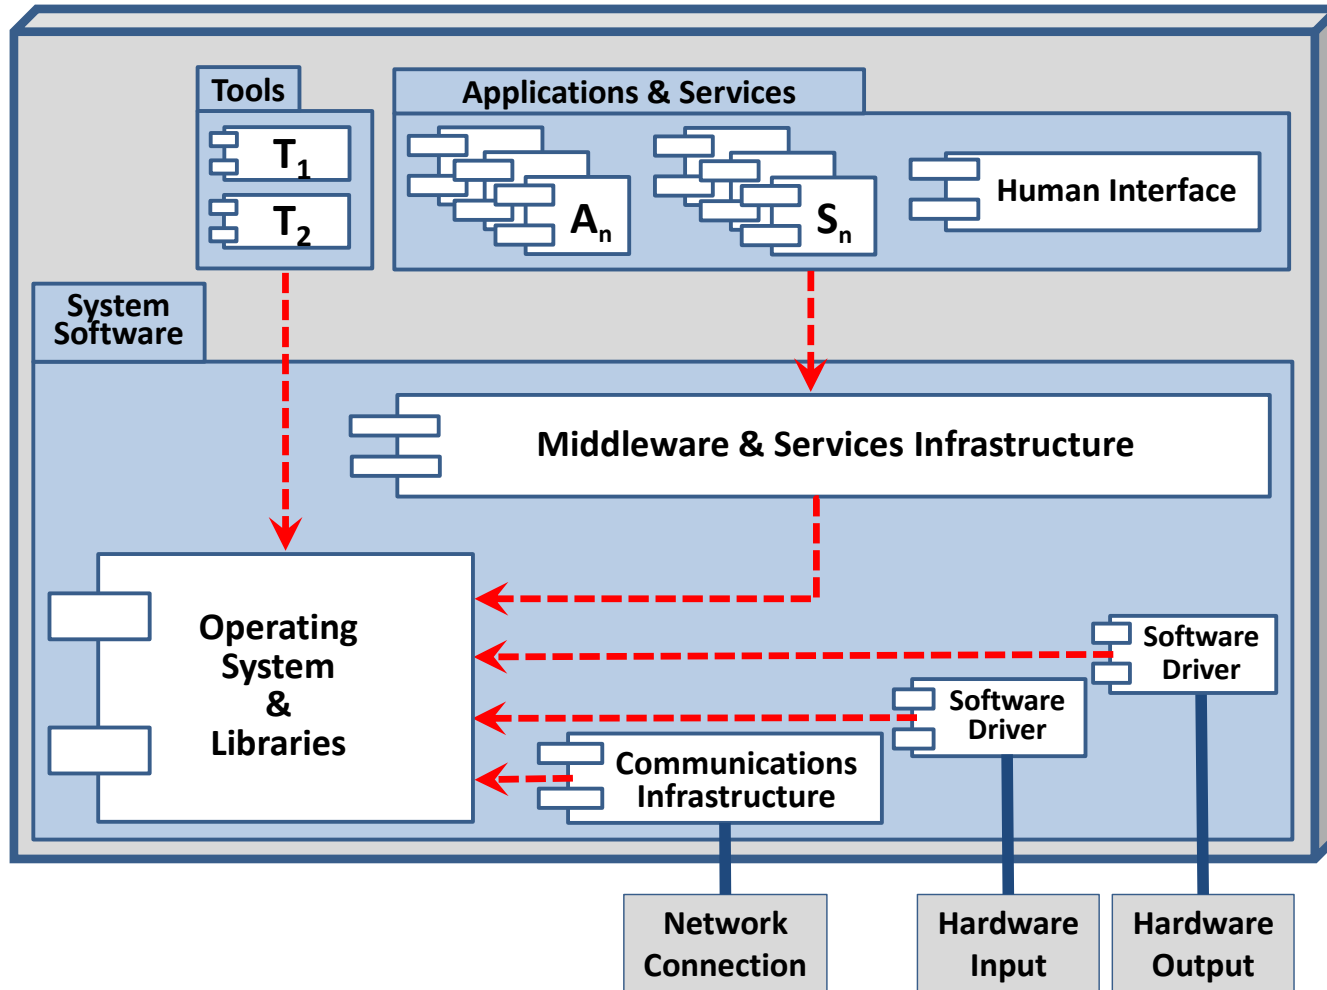 Tools
Applications & Services
T1
T2
An
Sn
Human Interface
System
Software
Middleware & Services Infrastructure
Operating
System
&
Libraries
Software
Driver
Software
Driver
Communications
Infrastructure
Network
Connection
Hardware
Input
Hardware
Output